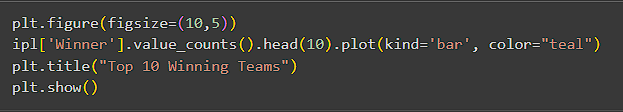 plt.figure(figsize=(10,5))
ipl['Winner'].value_counts().head(10).plot(kind='bar', color="teal")
plt.title("Top 10 Winning Teams")
plt.show()